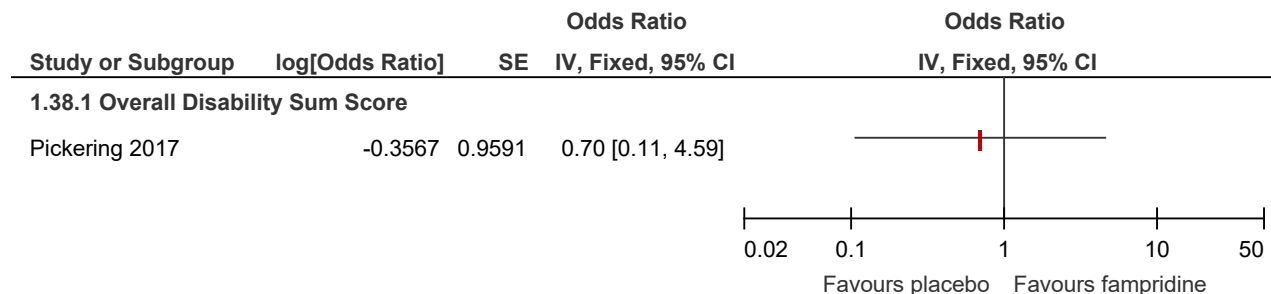 Odds Ratio Odds Ratio
Study or Subgroup log[Odds Ratio] SE IV, Fixed, 95% CI IV, Fixed, 95% CI
1.38.1 Overall Disability Sum Score
Pickering 2017 -0.3567 0.9591 0.70 [0.11, 4.59]
0.02 0.1 1 10 50
Favours placebo Favours fampridine